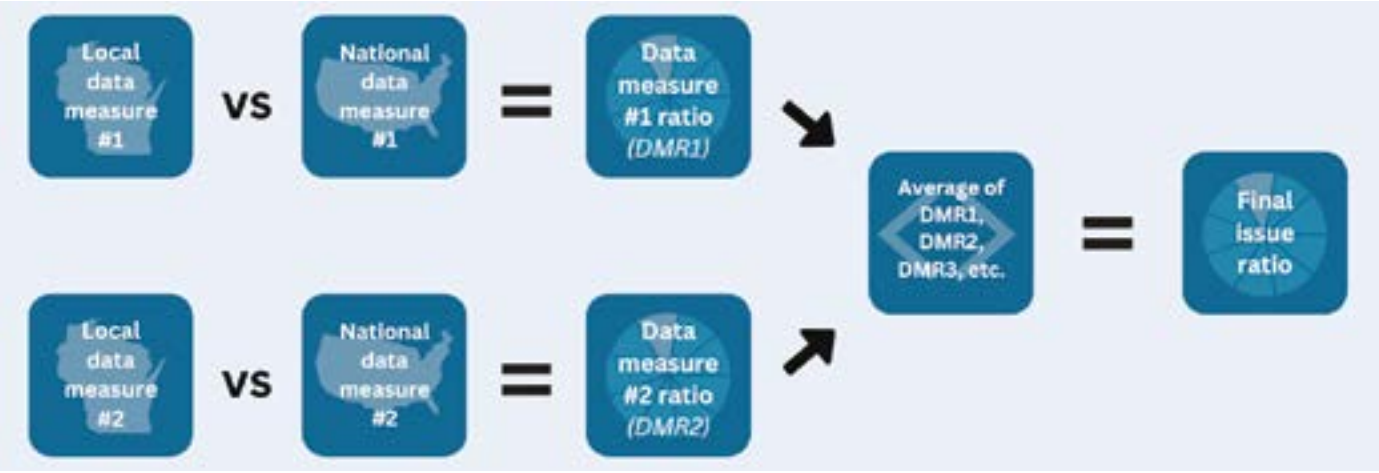 Local
data
measure
#1
vs
National
data
measure
#1
=
Data
measure
#1 ratio
(DMR1)
Local
data
measure
#2
vs
National
data
measure
#2
=
Data
measure
#2 ratio
(DMR2)
Average of
DMR1,
DMR2,
DMR3, etc.
=
Final
issue
ratio